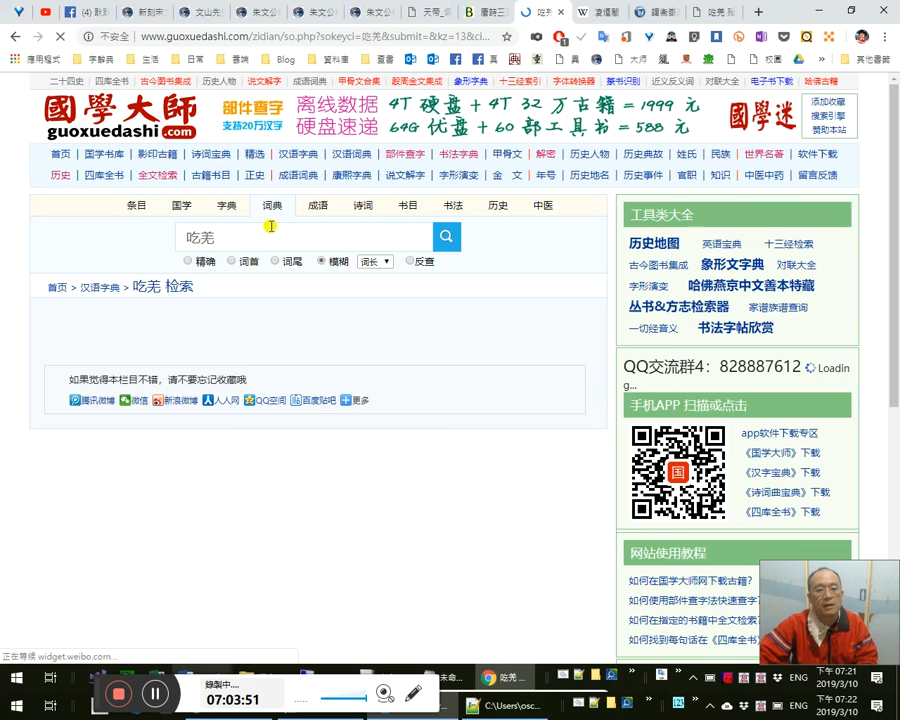 不安全
www.guoxuedashi.com/zidian/so.php?sokeyci=吃羌&submit=&kz=13&ci...
應用程式 字辭典 生活 日常 雲端 Blog 資料庫 查書 大師 其他書籤
二十四史 四库全书 古今图书集成 历史人物 说文解字 成语词典 甲骨文合集 殷周金文集成 象形字典 十三经索引 字体转换器 篆书识别 近义反义词 对联大全 电子书下载 哈佛古籍
國學大師
guoxuedashi.com
部件查字
支持20万汉字
离线数据
硬盘速递
4T硬盘+4T 32万古籍=1999元
64G优盘+60部工具书=588元
國學迷
添加收藏
搜索引擎
赞助本站
首页 国学书库 影印古籍 诗词宝典 精选 汉语字典 汉语词典 部件查字 书法字典 甲骨文 解密 历史人物 历史典故 姓氏 民族 世界名著 软件下载
历史 四库全书 全文检索 古籍书目 正史 成语词典 康熙字典 说文解字 字形演变 金 文 年号 历史地名 历史事件 官职 知识 中医中药 留言反馈
条目 国学 字典 词典 成语 诗词 书目 书法 历史 中医
吃羌
精确 词首 词尾 模糊 词长 反查
首页 > 汉语字典 > 吃羌 检索
如果觉得本栏目不错，请不要忘记收藏哦
腾讯微博 微信 新浪微博 人人网 QQ空间 百度贴吧 更多
工具类大全
历史地图 英语宝典 十三经检索
古今图书集成 象形文字典 对联大全
字形演变 哈佛燕京中文善本特藏
丛书&方志检索器 家谱族谱查询
一切经音义 书法字帖欣赏
QQ交流群4：828887612 Loadin
g...
手机APP 扫描或点击
国
app软件下载专区
《国学大师》下载
《汉字宝典》下载
《诗词曲宝典》下载
《四库全书》下载
网站使用教程
如何在国学大师网下载古籍?
如何使用部件查字法快速查字?
如何在指定的书籍中全文检索?
如何找到每句话在《四库全书
正在等候 widget.weibo.com...
錄製中....
07:03:51
C:\Users\osc...
ENG
下午 07:21
2019/3/10
ENG
下午 07:22
2019/3/10